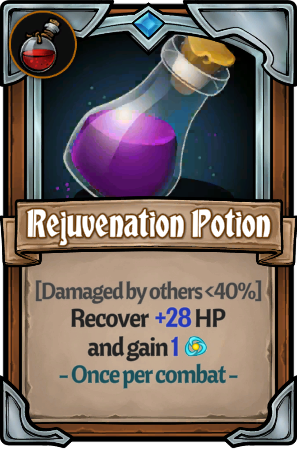 Rejuvenation Potion
[Damaged by others <40%]
Recover +28 HP
and gain 1
- Once per combat -